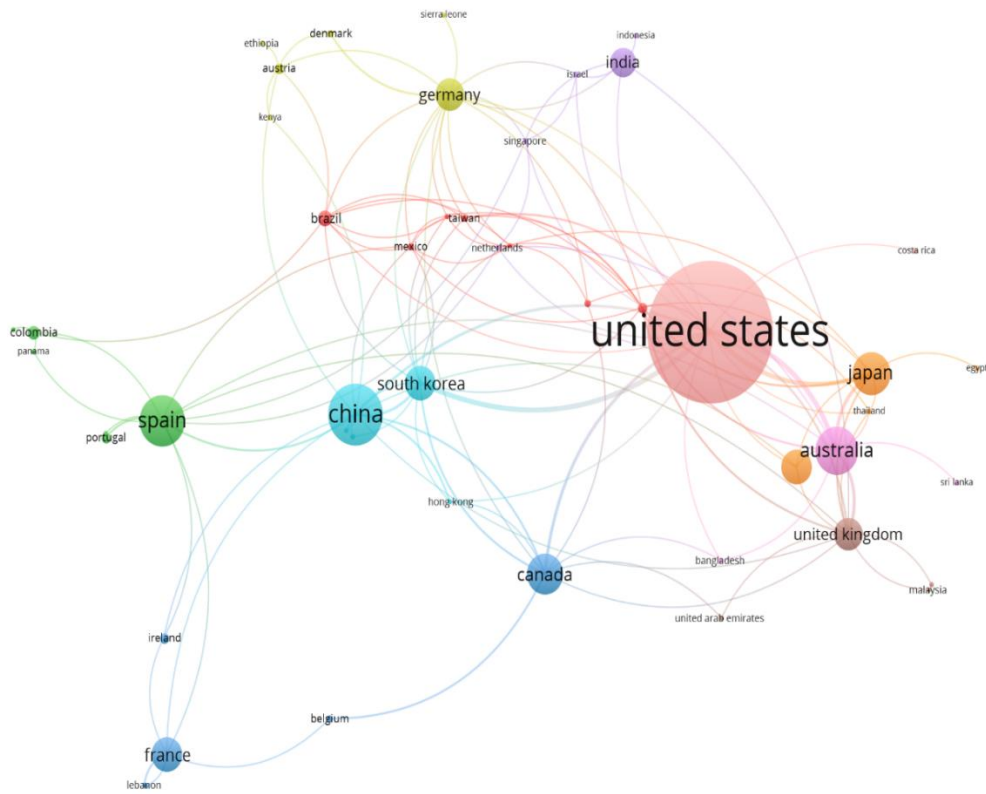 sierra leone
denmark
indonesia
ethiopia
india
austria
israel
germany
kenya
singapore
brazil
taiwan
mexico
netherlands
costa rica
united states
colombia
panama
japan
egypt
south korea
thailand
china
spain
portugal
australia
sri lanka
hong kong
united kingdom
bangladesh
canada
malaysia
united arab emirates
ireland
belgium
france
lebanon